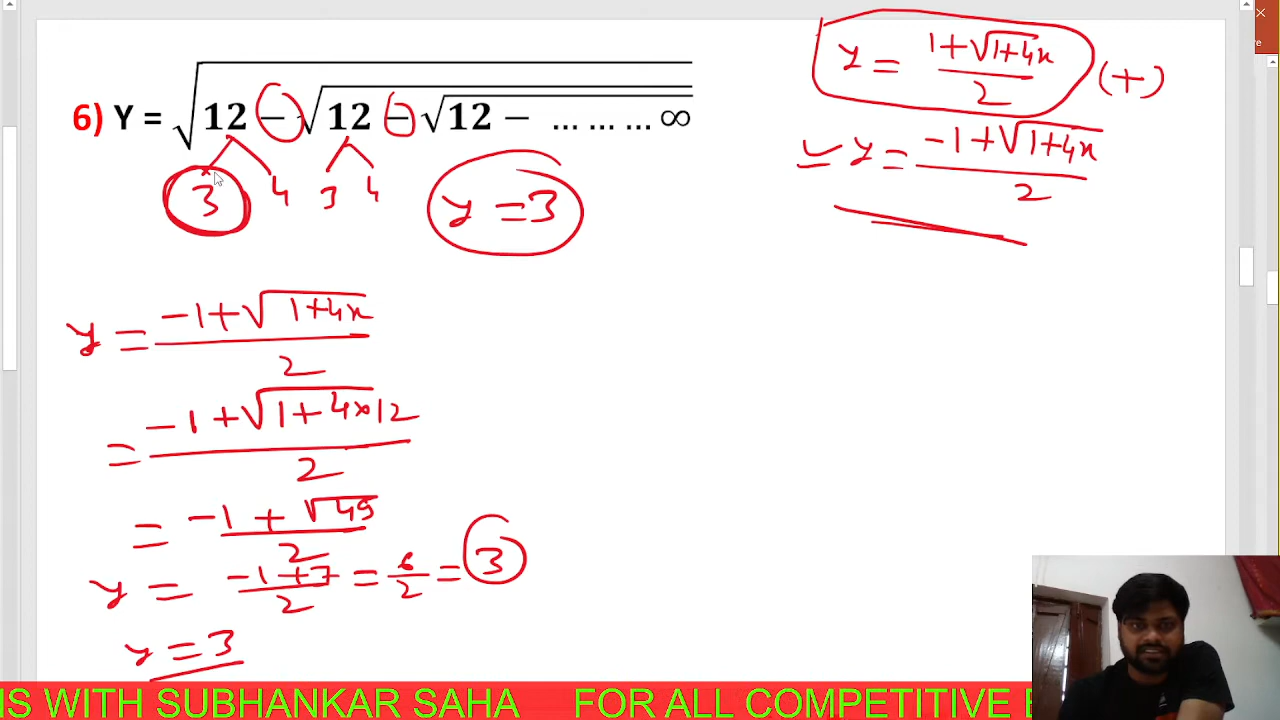 6) Y = √12 − √12 − √12 − ... ... ... ∞
3 4 3 4
y = 3
y = (1+√(1+4x))/2 (+)
y = (-1+√(1+4x))/2
y = (-1+√(1+4x))/2
= (-1+√(1+4×12))/2
= (-1+√49)/2
y = (-1+7)/2 = 6/2 = 3
y = 3
NS WITH SUBHANKAR SAHA FOR ALL COMPETITIVE E